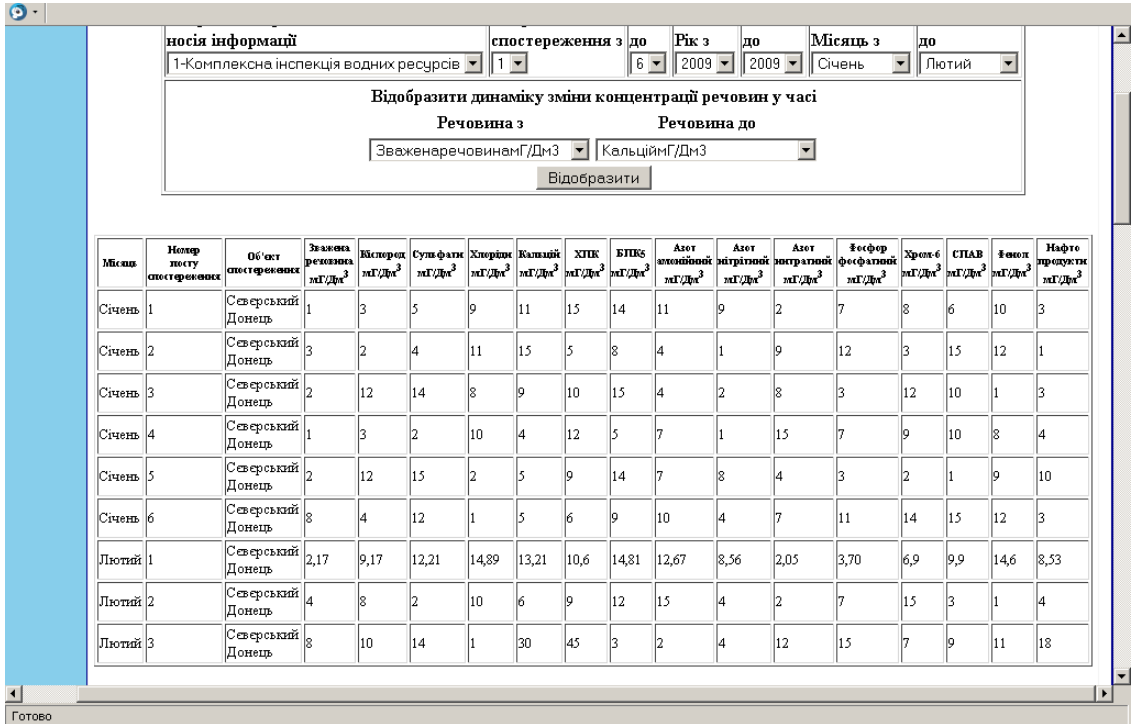 носія інформації спостереження з до Рік з до Місяць з до
1-Комплексна інспекція водних ресурсів 1 6 2009 2009 Січень Лютий
Відобразити динаміку зміни концентрації речовин у часі
Речовина з Речовина до
ЗваженаречовинамГ/Дм3 КальціймГ/Дм3
Відобразити
Місяць Номер посту спостереження Об'єкт спостереження Зважена речовина мГ/Дм3 Кіслород мГ/Дм3 Сульфати мГ/Дм3 Хлоріди мГ/Дм3 Кальцій мГ/Дм3 ХПК мГ/Дм3 БПК5 мГ/Дм3 Азот амонійний мГ/Дм3 Азот нітрітний мГ/Дм3 Азот нитратний мГ/Дм3 Фосфор фосфатний мГ/Дм3 Хром-6 мГ/Дм3 СПАВ мГ/Дм3 Фенол мГ/Дм3 Нафто продукти мГ/Дм3
Січень 1 Сєвєрський Донець 1 3 5 9 11 15 14 11 9 2 7 8 6 10 3
Січень 2 Сєвєрський Донець 3 2 4 11 15 5 8 4 1 9 12 3 15 12 1
Січень 3 Сєвєрський Донець 2 12 14 8 9 10 15 4 2 8 3 12 10 1 3
Січень 4 Сєвєрський Донець 1 3 2 10 4 12 5 7 1 15 7 9 10 8 4
Січень 5 Сєвєрський Донець 2 12 15 2 5 9 14 7 8 4 3 2 1 9 10
Січень 6 Сєвєрський Донець 8 4 12 1 5 6 9 10 4 7 11 14 15 12 3
Лютий 1 Сєвєрський Донець 2,17 9,17 12,21 14,89 13,21 10,6 14,81 12,67 8,56 2,05 3,70 6,9 9,9 14,6 8,53
Лютий 2 Сєвєрський Донець 4 8 2 10 6 9 12 15 4 2 7 15 3 1 4
Лютий 3 Сєвєрський Донець 8 10 14 1 30 45 3 2 4 12 15 7 9 11 18
Готово